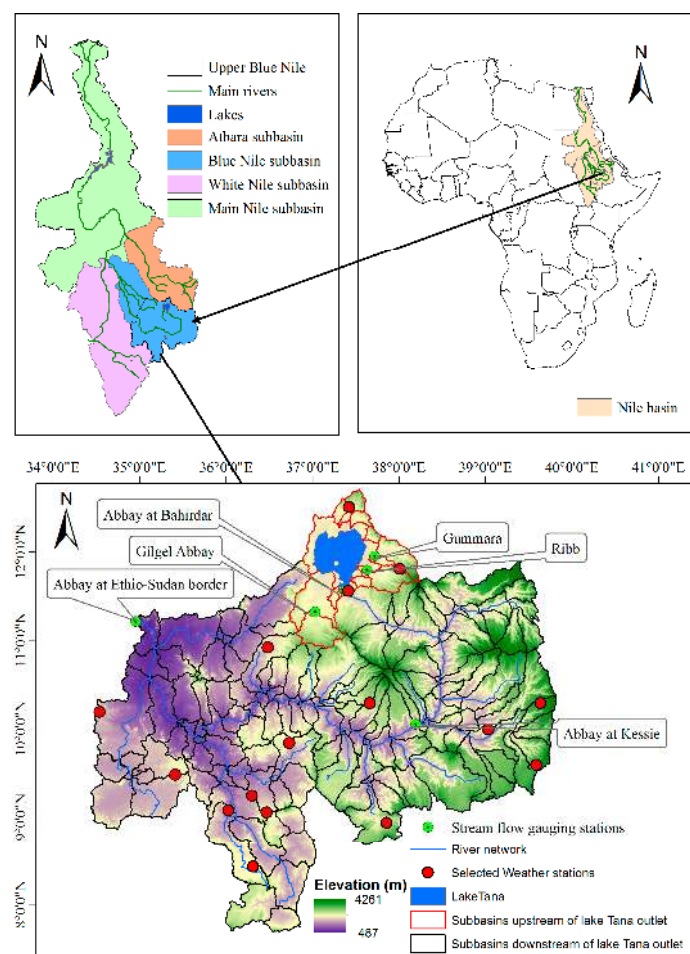 N
Upper Blue Nile
Main rivers
Lakes
Atbara subbasin
Blue Nile subbasin
White Nile subbasin
Main Nile subbasin
N
Nile basin
34°0'0"E 35°0'0"E 36°0'0"E 37°0'0"E 38°0'0"E 39°0'0"E 40°0'0"E 41°0'0"E
N
Abbay at Bahirdar
Gummara
Gilgel Abbay
Ribb
Abbay at Ethio-Sudan border
12°0'0"N
11°0'0"N
10°0'0"N
Abbay at Kessie
9°0'0"N
8°0'0"N
Stream flow gauging stations
River network
Selected Weather stations
LakeTana
Subbasins upstream of lake Tana outlet
Subbasins downstream of lake Tana outlet
Elevation (m)
4261
467